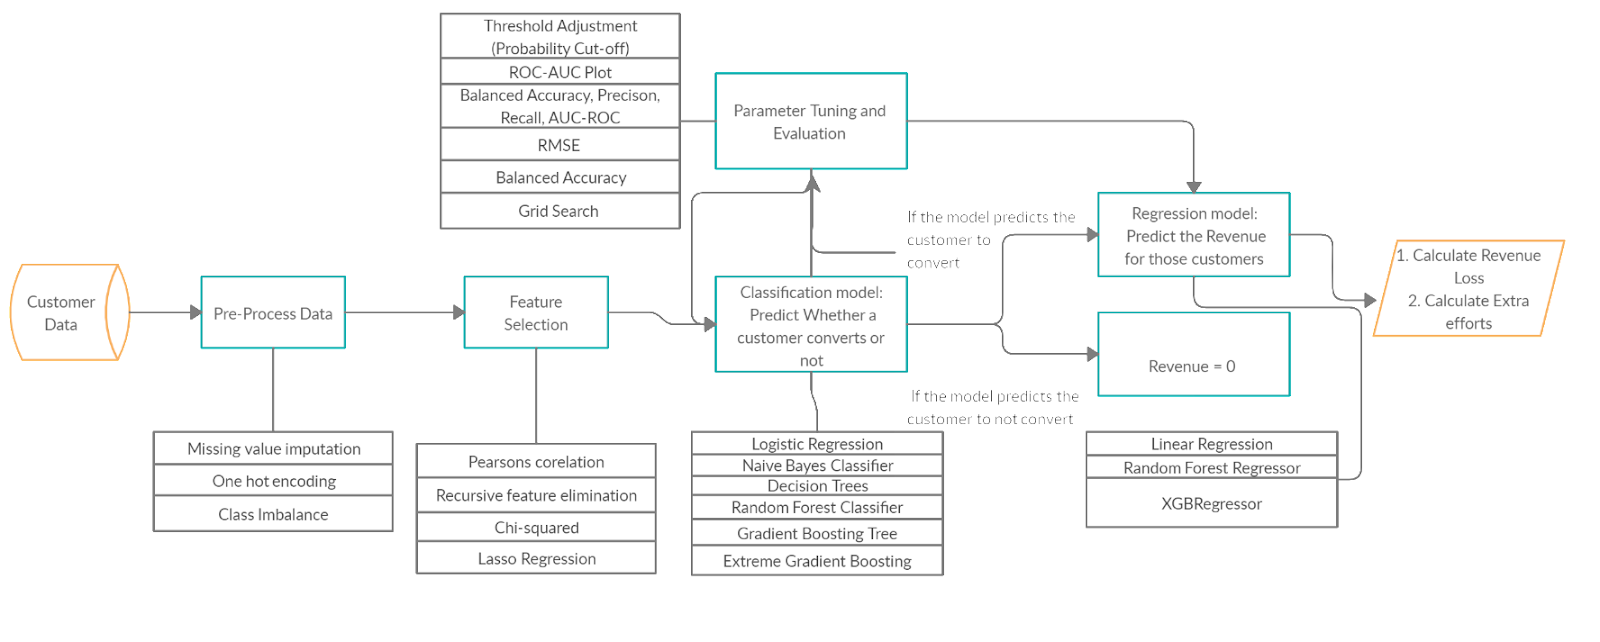 Threshold Adjustment
(Probability Cut-off)
ROC-AUC Plot
Balanced Accuracy, Precison,
Recall, AUC-ROC
RMSE
Balanced Accuracy
Grid Search
Parameter Tuning and
Evaluation
Customer
Data
Pre-Process Data
Feature
Selection
Classification model:
Predict Whether a
customer converts or
not
If the model predicts the
customer to
convert
If the model predicts the
customer to not convert
Regression model:
Predict the Revenue
for those customers
Revenue = 0
1. Calculate Revenue
Loss
2. Calculate Extra
efforts
Missing value imputation
One hot encoding
Class Imbalance
Pearsons corelation
Recursive feature elimination
Chi-squared
Lasso Regression
Logistic Regression
Naive Bayes Classifier
Decision Trees
Random Forest Classifier
Gradient Boosting Tree
Extreme Gradient Boosting
Linear Regression
Random Forest Regressor
XGBRegressor